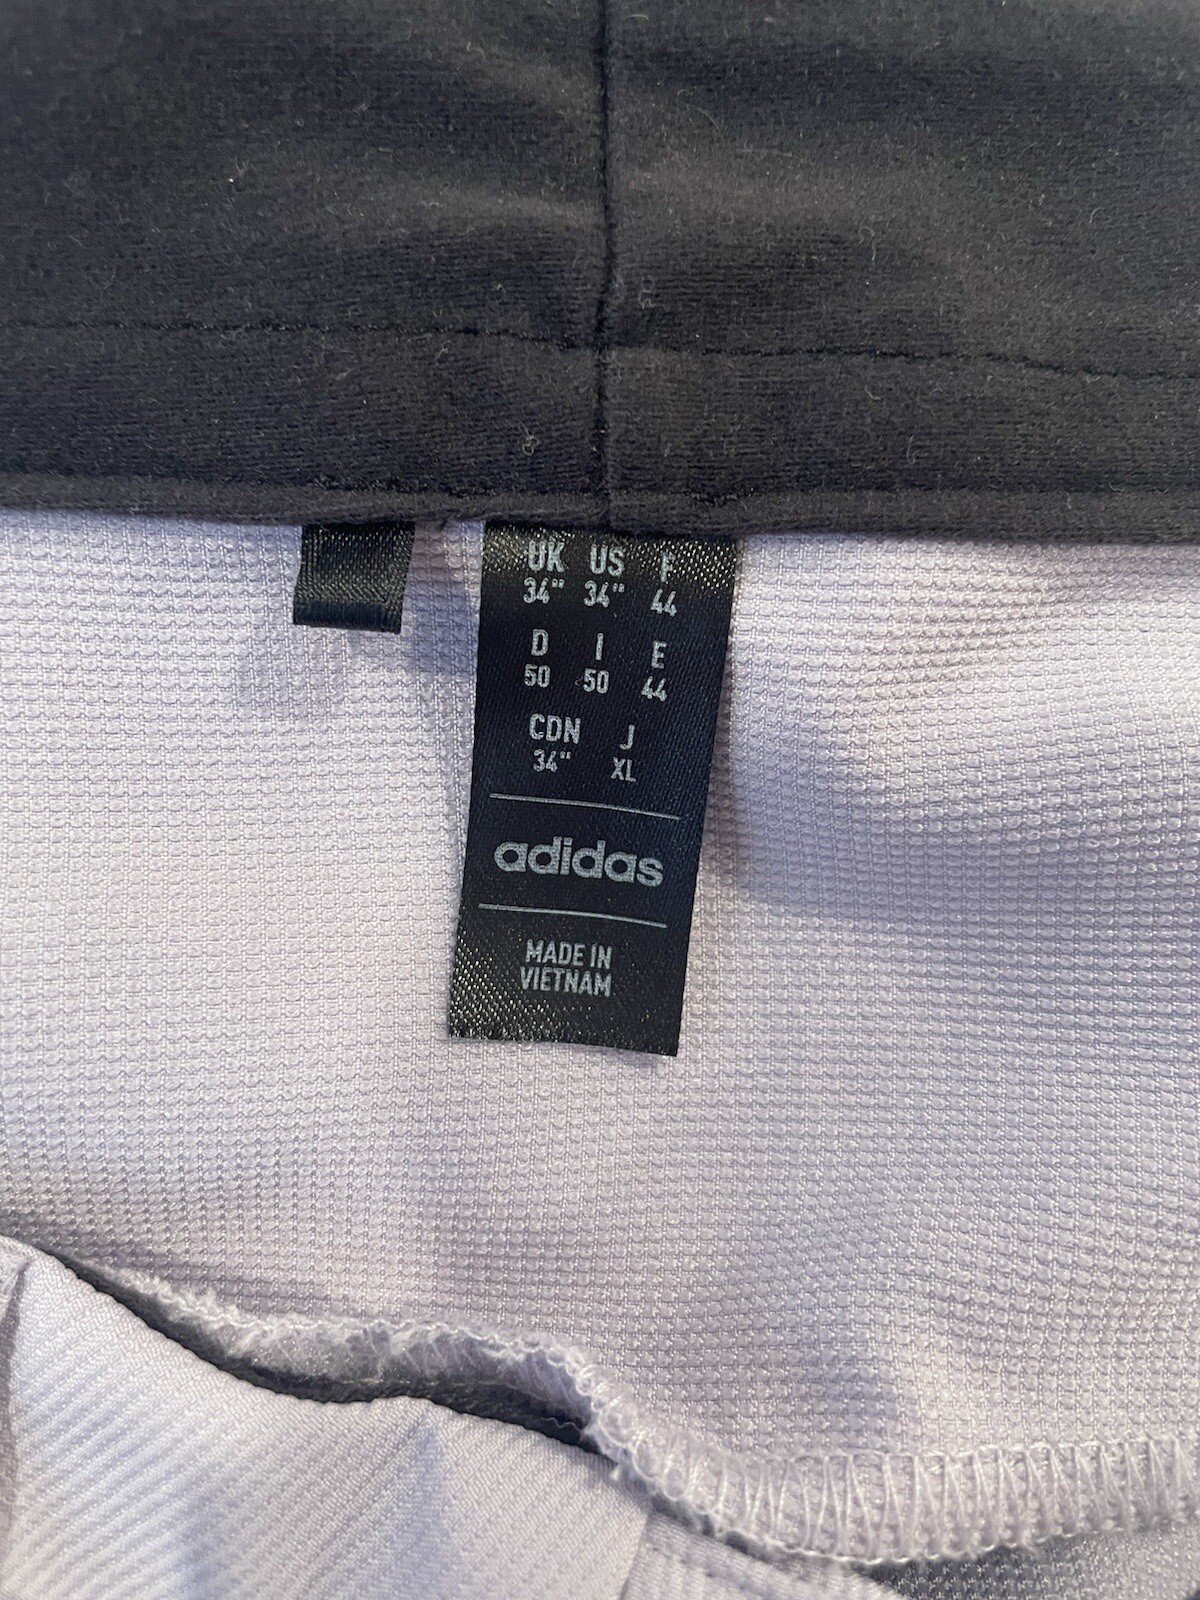 UK US F
34" 34" 44
D I E
50 50 44
CDN J
34" XL
adidas
MADE IN
VIETNAM